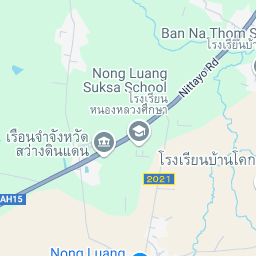 Ban Na Thom S
โรงเรียนบ้า
Nong Luang
Suksa School
โรงเรียน
หนองหลวงศึกษา
Nittayo Rd
เรือนจำจังหวัด
สว่างดินแดน
โรงเรียนบ้านโคก
2021
AH15
Nong Luang